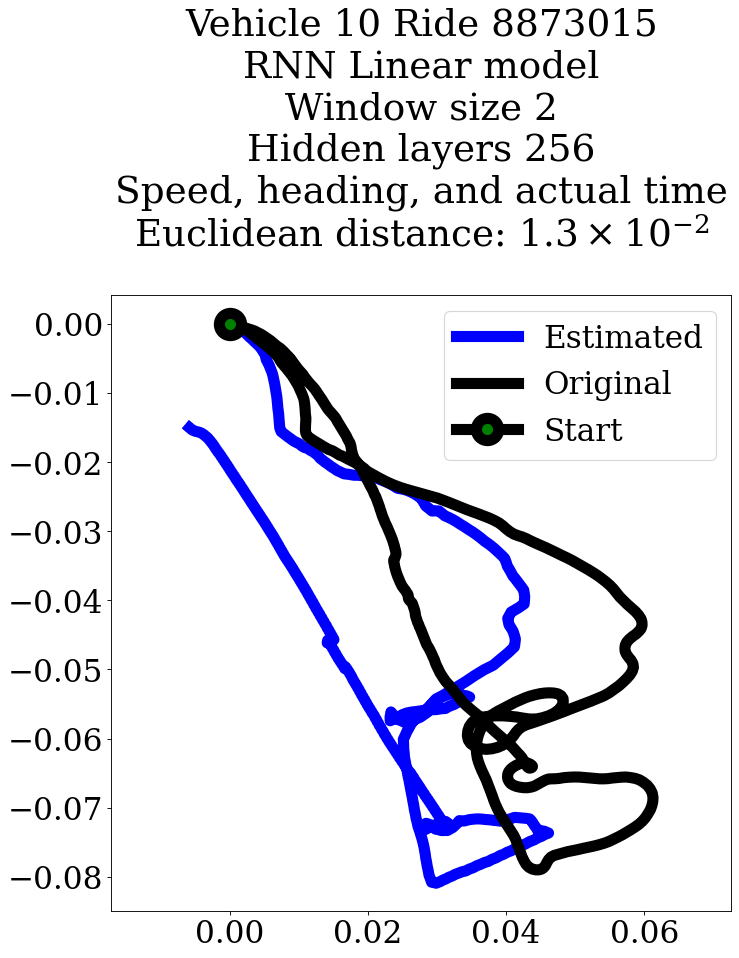 Vehicle 10 Ride 8873015
RNN Linear model
Window size 2
Hidden layers 256
Speed, heading, and actual time
Euclidean distance: 1.3 × 10⁻²
Estimated
Original
Start
0.00
−0.01
−0.02
−0.03
−0.04
−0.05
−0.06
−0.07
−0.08
0.00 0.02 0.04 0.06